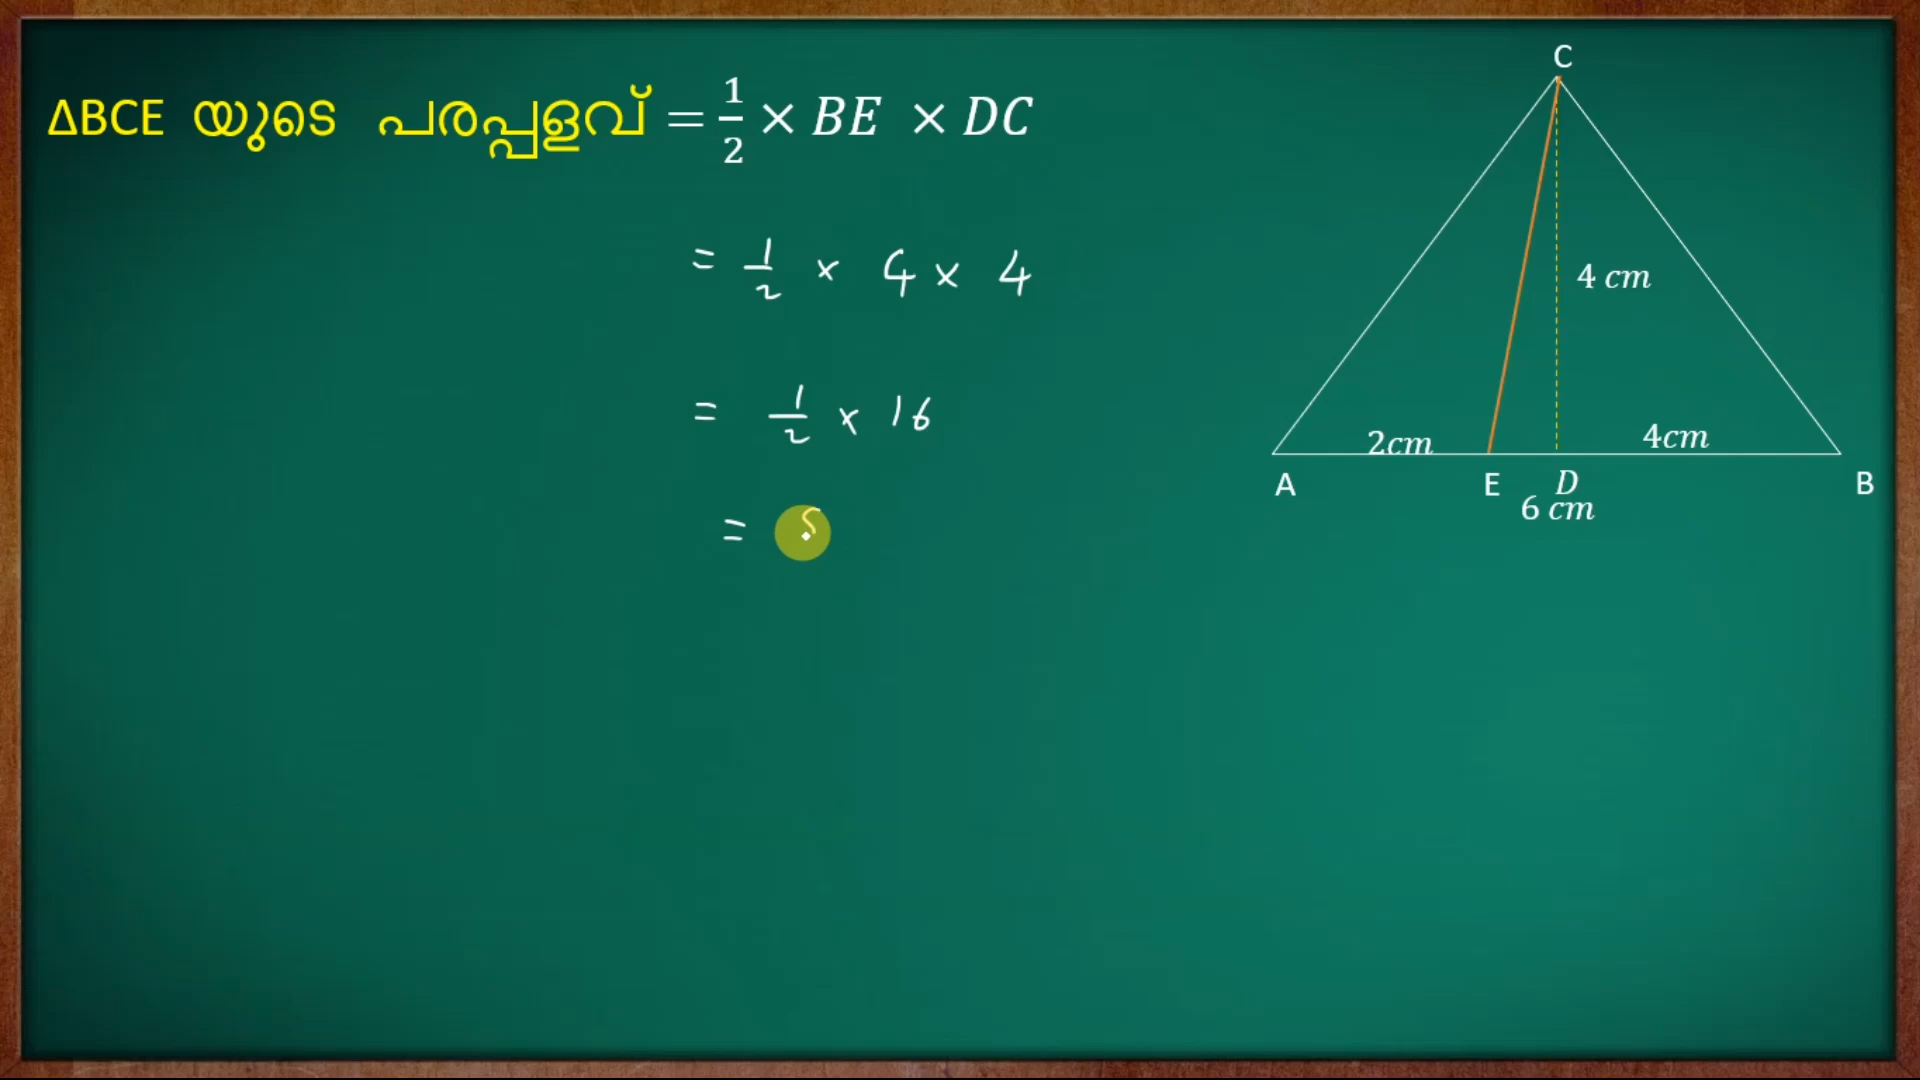 ΔBCE യുടെ പരപ്പളവ് = 1/2 × BE × DC
= 1/2 × 4 × 4
= 1/2 × 16
=
C
4 cm
2cm
4cm
A E D B
6 cm